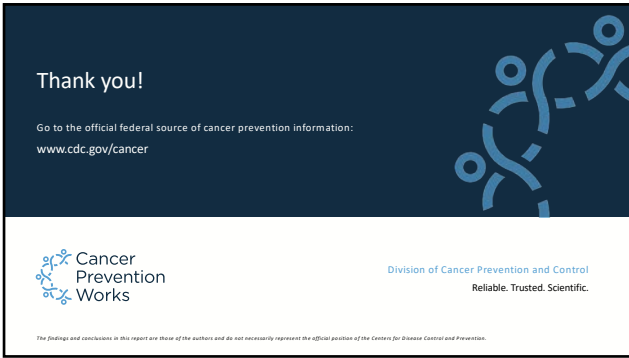 Thank you!
Go to the official federal source of cancer prevention information:
www.cdc.gov/cancer
Cancer
Prevention
Works
Division of Cancer Prevention and Control
Reliable. Trusted. Scientific.
The findings and conclusions in this report are those of the authors and do not necessarily represent the official position of the Centers for Disease Control and Prevention.